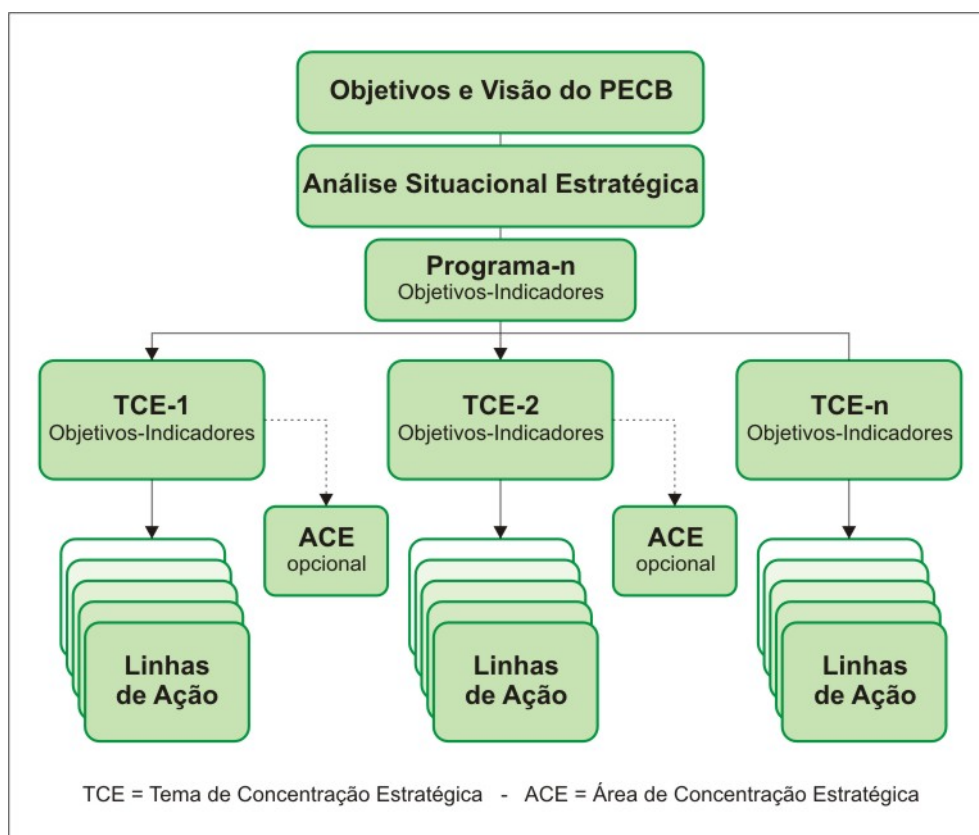 Objetivos e Visão do PECB
Análise Situacional Estratégica
Programa-n
Objetivos-Indicadores
TCE-1
Objetivos-Indicadores
TCE-2
Objetivos-Indicadores
TCE-n
Objetivos-Indicadores
ACE
opcional
ACE
opcional
Linhas
de Ação
Linhas
de Ação
Linhas
de Ação
TCE = Tema de Concentração Estratégica - ACE = Área de Concentração Estratégica